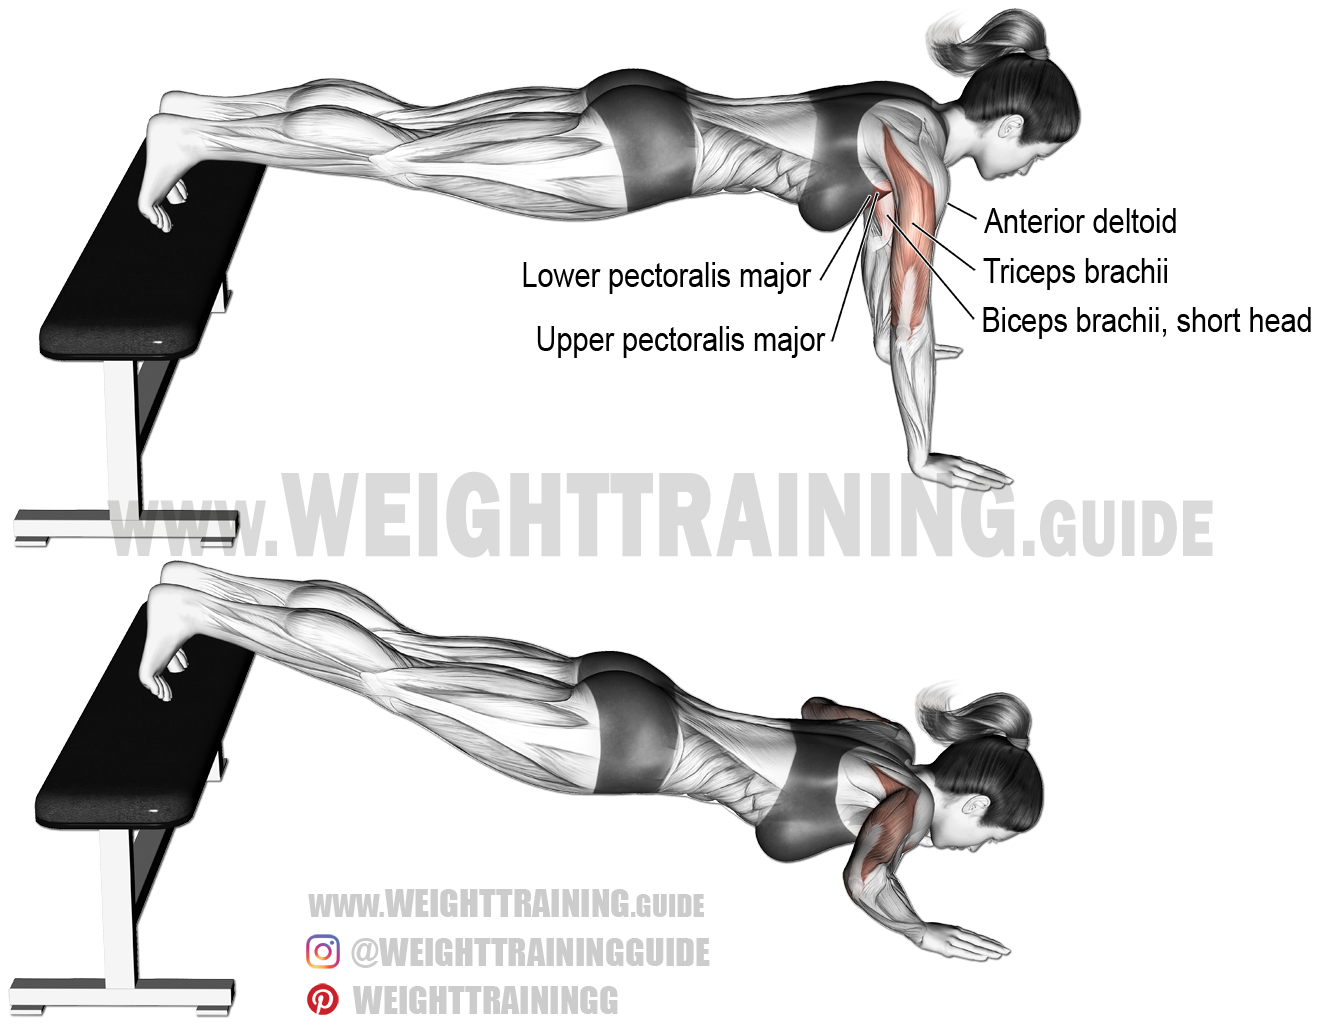 Anterior deltoid
Triceps brachii
Biceps brachii, short head
Lower pectoralis major
Upper pectoralis major
WWW.WEIGHTTRAINING.GUIDE
WWW.WEIGHTTRAINING.GUIDE
@WEIGHTTRAININGGUIDE
WEIGHTTRAININGG